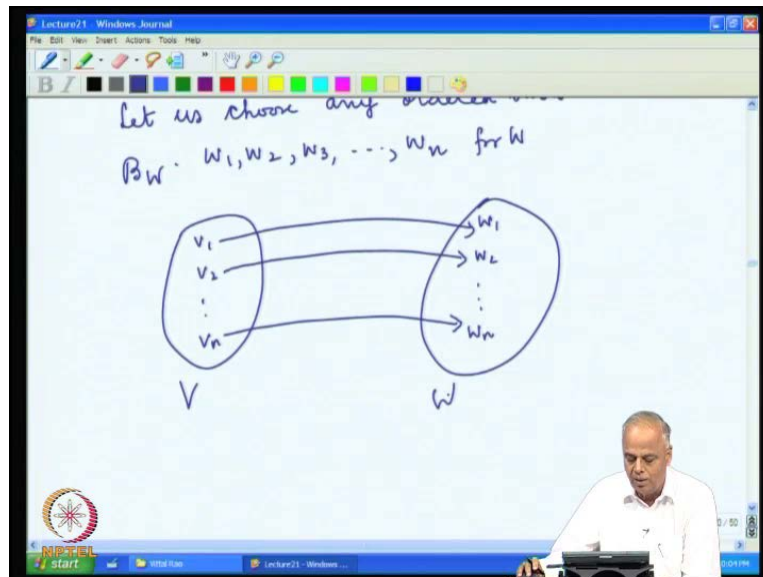 Lecture21 - Windows Journal
File Edit View Insert Actions Tools Help
B I
Let us choose any ordered
B_W. W₁, W₂, W₃, ..., Wₙ for W
V₁ W₁
V₂ W₂
⋮ ⋮
Vₙ Wₙ
V W
NPTEL
start Vittal Rao Lecture21 - Windows ...